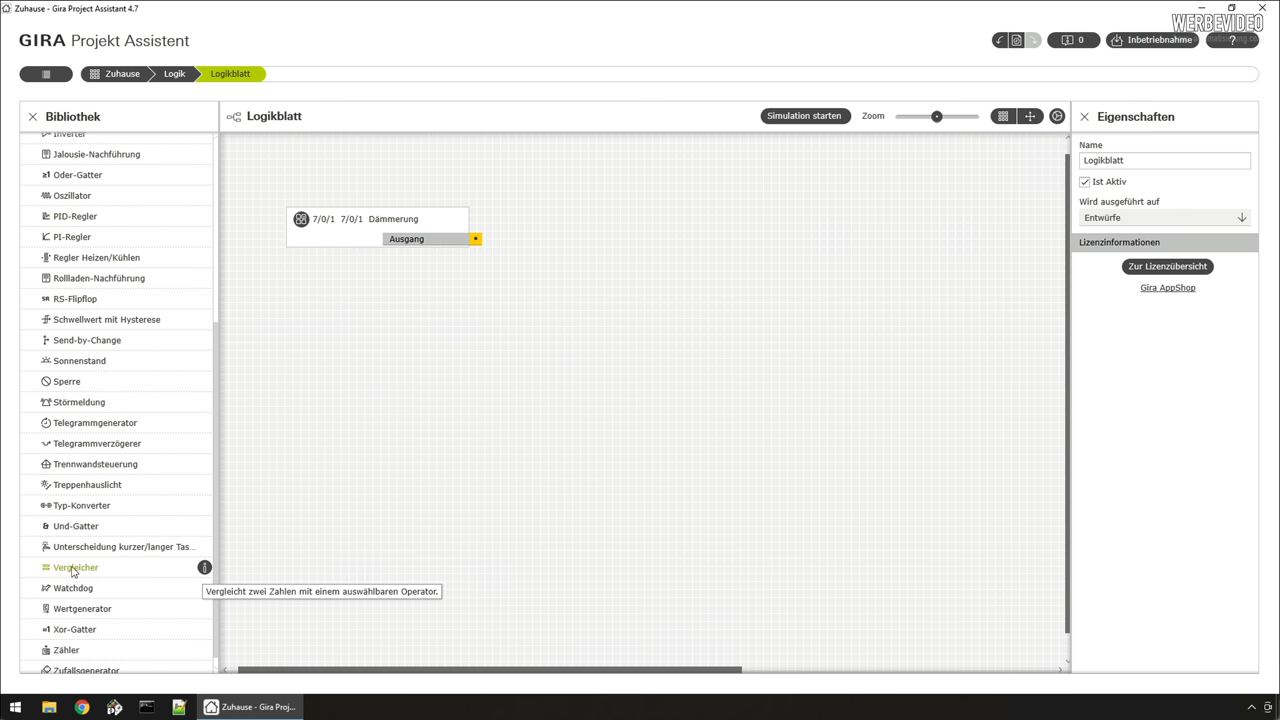 Zuhause - Gira Projekt Assistant 4.7
WERBEVIDEO
GIRA Projekt Assistent
0
Inbetriebnahme
?
Zuhause
Logik
Logikblatt
Bibliothek
Logikblatt
Simulation starten
Zoom
Eigenschaften
Inverter
Jalousie-Nachführung
Oder-Gatter
Oszillator
PID-Regler
PI-Regler
Regler Heizen/Kühlen
Rollladen-Nachführung
RS-Flipflop
Schwellwert mit Hysterese
Send-by-Change
Sonnenstand
Sperre
Störmeldung
Telegrammgenerator
Telegrammverzögerer
Trennwandsteuerung
Treppenhauslicht
Typ-Konverter
Und-Gatter
Unterscheidung kurzer/langer Tas...
Vergleicher
Watchdog
Wertgenerator
Xor-Gatter
Zähler
Zufallsgenerator
Vergleicht zwei Zahlen mit einem auswählbaren Operator.
7/0/1 7/0/1 Dämmerung
Ausgang
Name
Logikblatt
Ist Aktiv
Wird ausgeführt auf
Entwürfe
Lizenzinformationen
Zur Lizenzübersicht
Gira AppShop
Zuhause - Gira Proj...